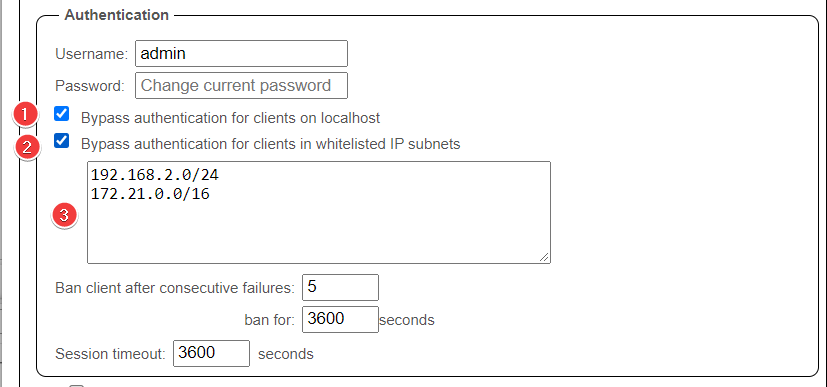 Authentication
Username: admin
Password: Change current password
1 Bypass authentication for clients on localhost
2 Bypass authentication for clients in whitelisted IP subnets
192.168.2.0/24
172.21.0.0/16
3
Ban client after consecutive failures: 5
ban for: 3600 seconds
Session timeout: 3600 seconds